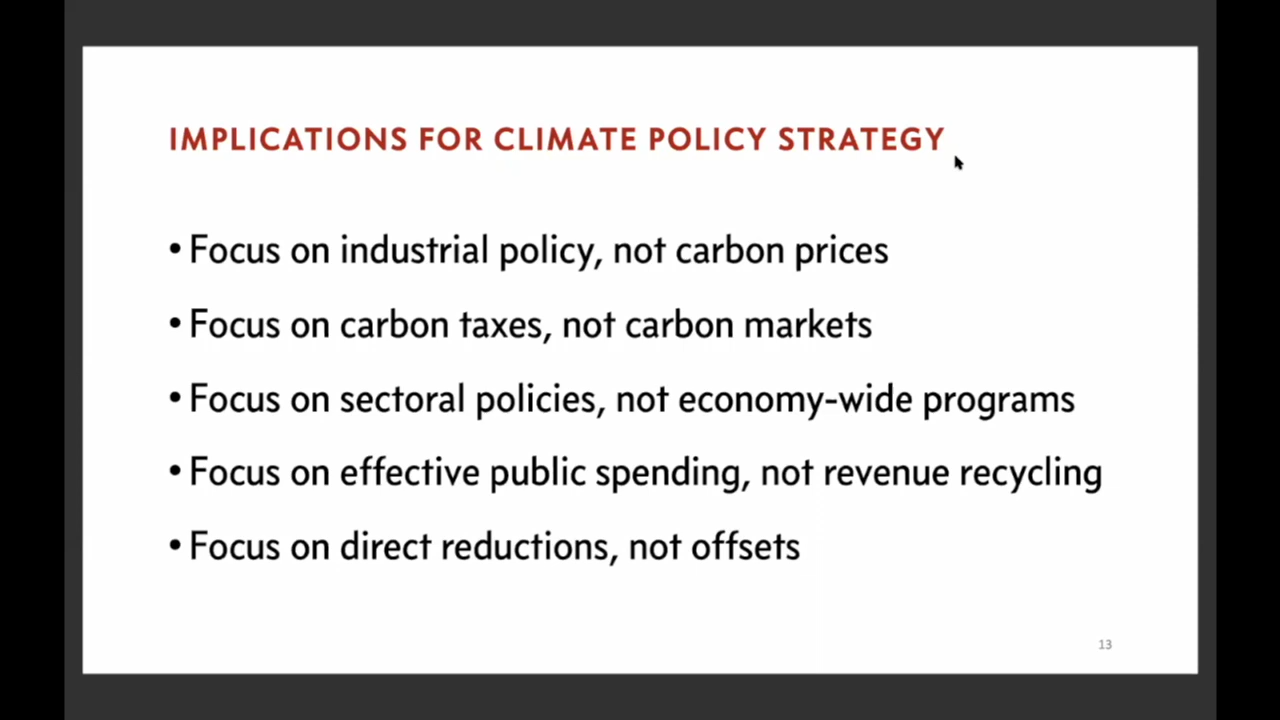 IMPLICATIONS FOR CLIMATE POLICY STRATEGY
• Focus on industrial policy, not carbon prices
• Focus on carbon taxes, not carbon markets
• Focus on sectoral policies, not economy-wide programs
• Focus on effective public spending, not revenue recycling
• Focus on direct reductions, not offsets
13